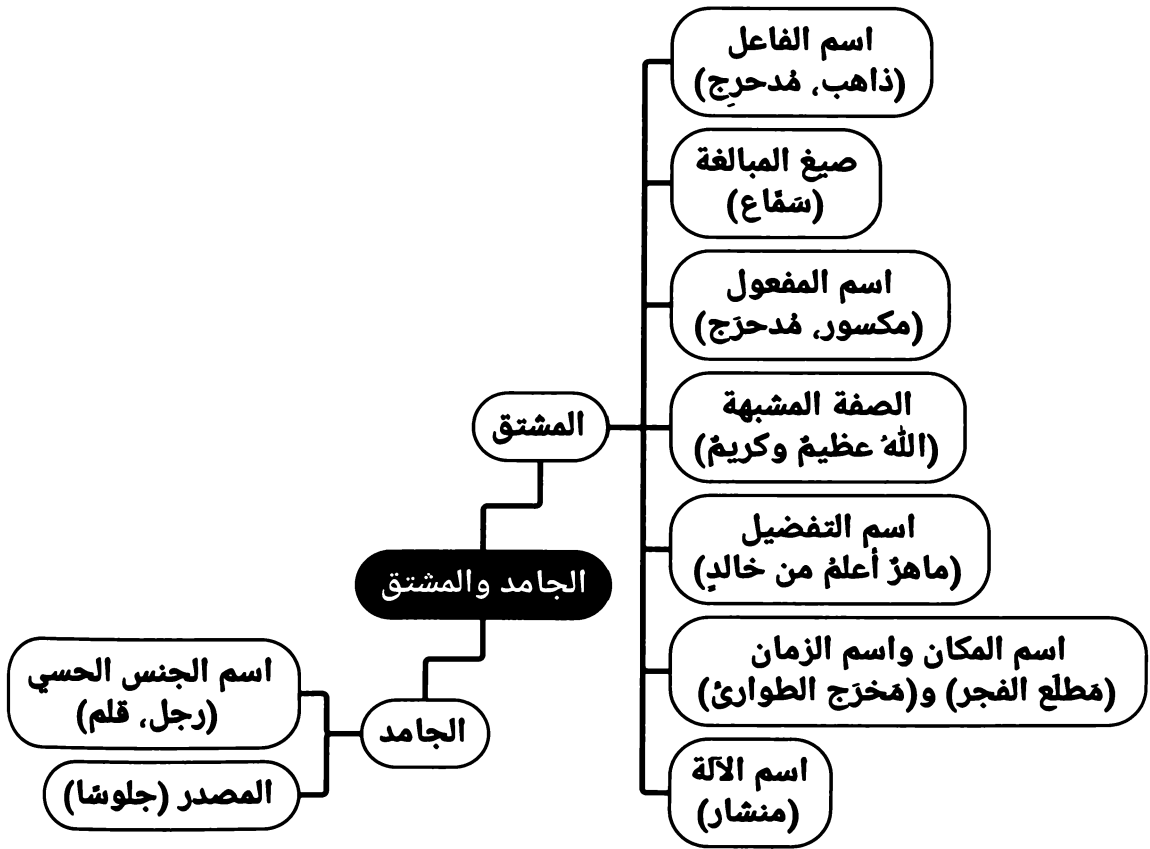 الجامد والمشتق
المشتق
اسم الفاعل
(ذاهب، مُدحرِج)
صيغ المبالغة
(سَمَّاع)
اسم المفعول
(مكسور، مُدحرَج)
الصفة المشبهة
(اللهُ عظيمٌ وكريمٌ)
اسم التفضيل
(ماهرٌ أعلمُ من خالدٍ)
اسم المكان واسم الزمان
(مَطلَع الفجر) و(مَخرَج الطوارئ)
اسم الآلة
(منشار)
الجامد
اسم الجنس الحسي
(رجل، قلم)
المصدر (جلوسًا)